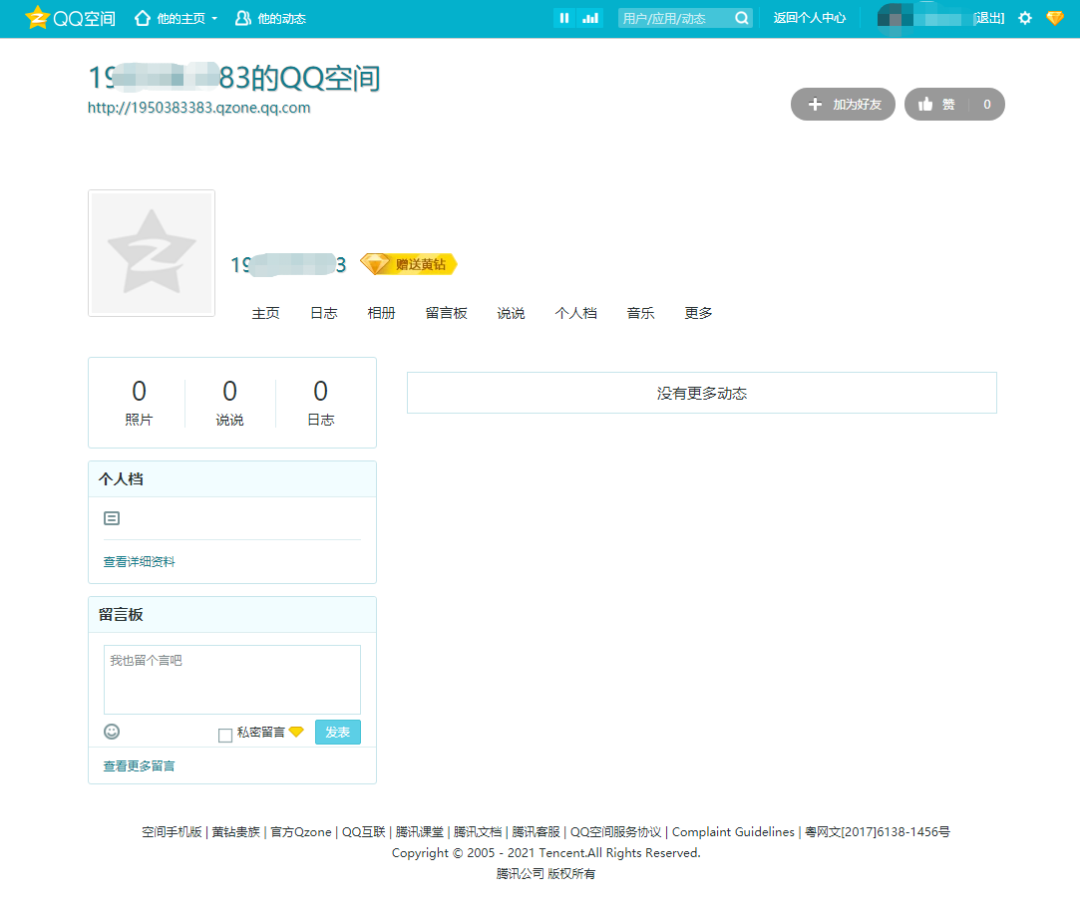 QQ空间 他的主页 他的动态 用户/应用/动态 返回个人中心 [退出]
19 83的QQ空间
http://1950383383.qzone.qq.com
加为好友 赞 0
19 3 赠送黄钻
主页 日志 相册 留言板 说说 个人档 音乐 更多
0 0 0
照片 说说 日志
没有更多动态
个人档
查看详细资料
留言板
我也留个言吧
私密留言 发表
查看更多留言
空间手机版 | 黄钻贵族 | 官方Qzone | QQ互联 | 腾讯课堂 | 腾讯文档 | 腾讯客服 | QQ空间服务协议 | Complaint Guidelines | 粤网文[2017]6138-1456号
Copyright © 2005 - 2021 Tencent.All Rights Reserved.
腾讯公司 版权所有